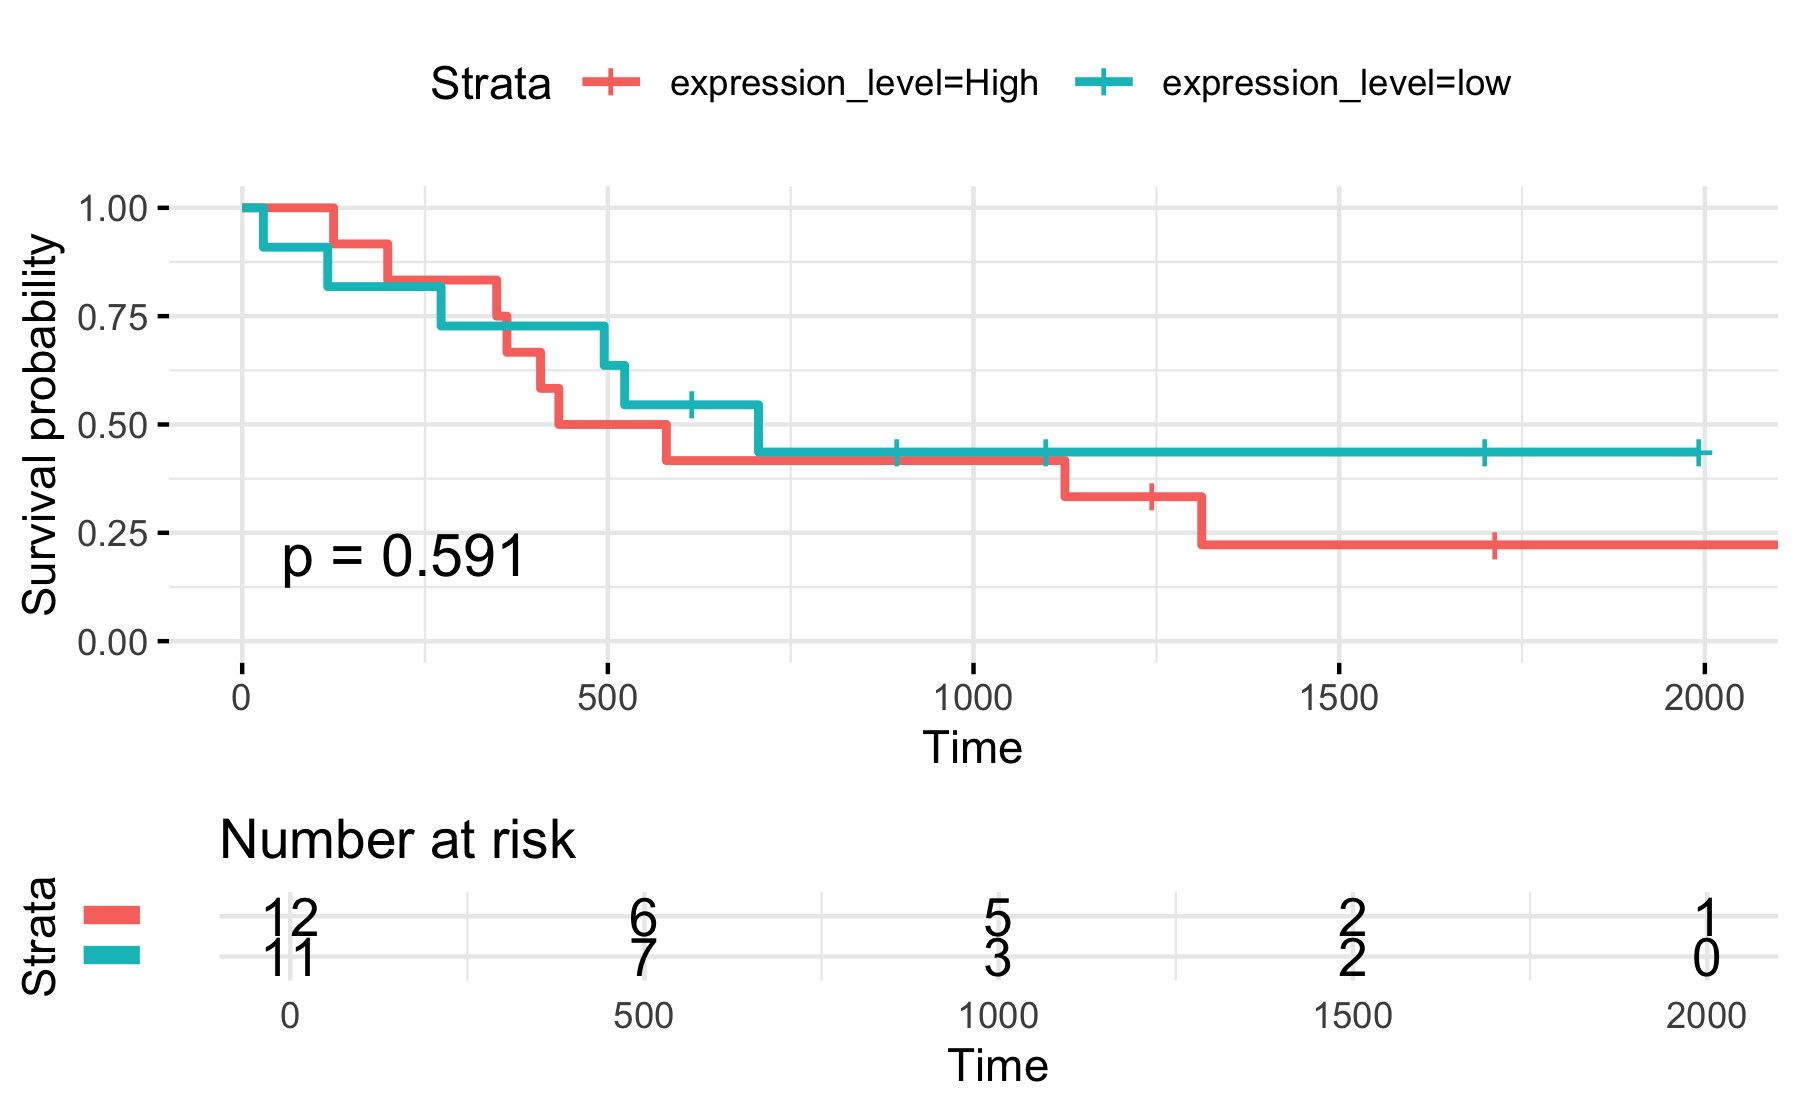 Strata expression_level=High expression_level=low
Survival probability
1.00
0.75
0.50
0.25
0.00
p = 0.591
0 500 1000 1500 2000
Time
Number at risk
Strata
12 6 5 2 1
11 7 3 2 0
0 500 1000 1500 2000
Time